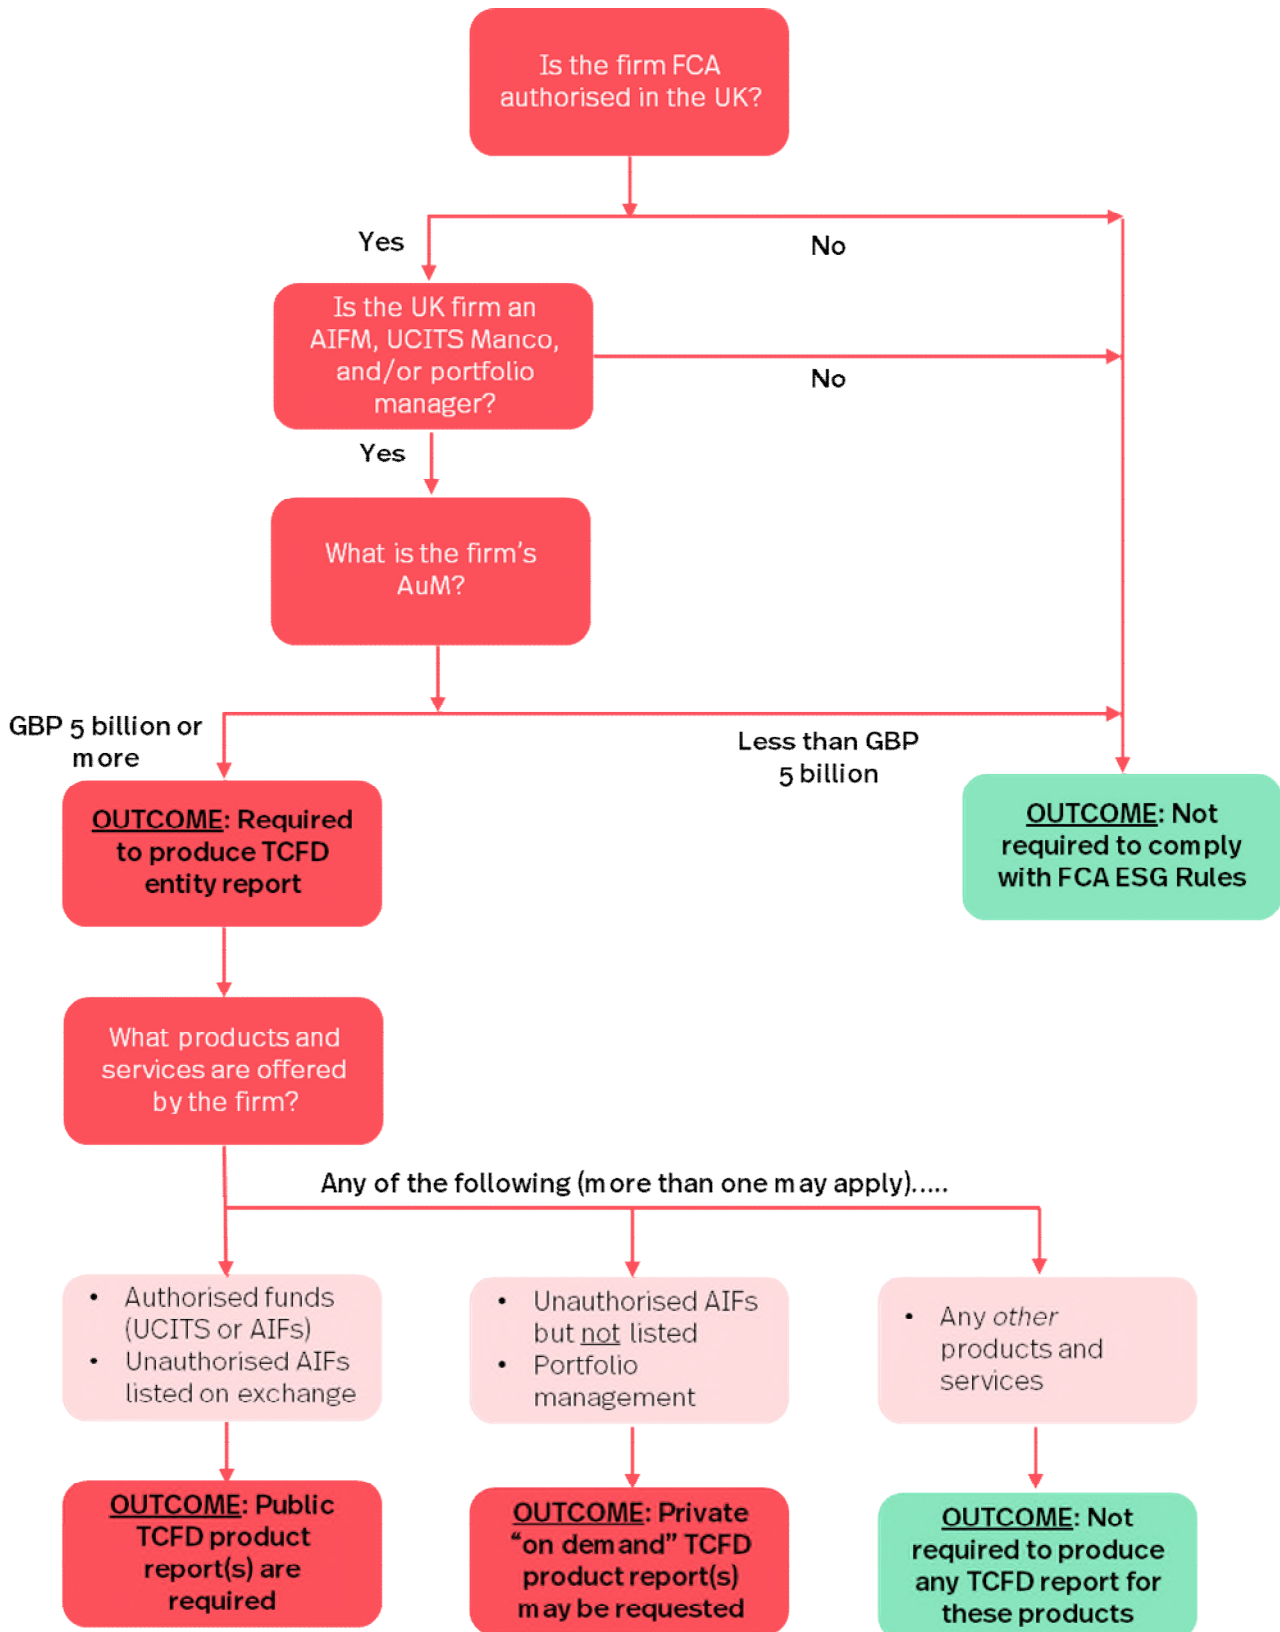 Is the firm FCA
authorised in the UK?
Yes
No
Is the UK firm an
AIFM, UCITS Manco,
and/or portfolio
manager?
No
Yes
What is the firm's
AuM?
GBP 5 billion or
more
Less than GBP
5 billion
OUTCOME: Required
to produce TCFD
entity report
OUTCOME: Not
required to comply
with FCA ESG Rules
What products and
services are offered
by the firm?
Any of the following (more than one may apply).....
• Authorised funds
(UCITS or AIFs)
• Unauthorised AIFs
listed on exchange
• Unauthorised AIFs
but not listed
• Portfolio
management
• Any other
products and
services
OUTCOME: Public
TCFD product
report(s) are
required
OUTCOME: Private
“on demand” TCFD
product report(s)
may be requested
OUTCOME: Not
required to produce
any TCFD report for
these products